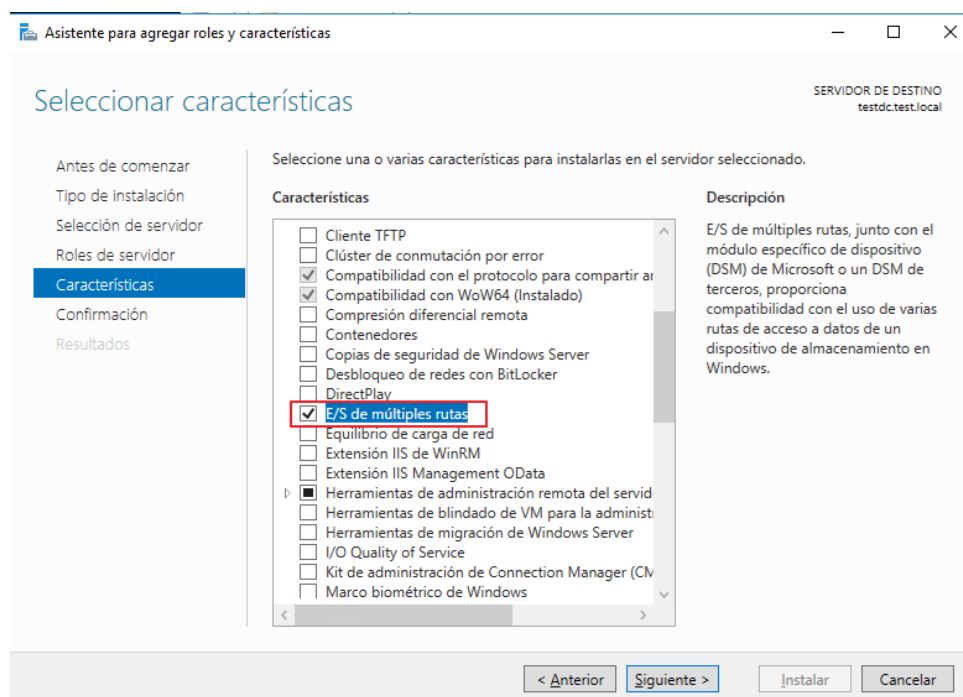 Asistente para agregar roles y características
Seleccionar características
SERVIDOR DE DESTINO
testdc.test.local
Antes de comenzar
Tipo de instalación
Selección de servidor
Roles de servidor
Características
Confirmación
Resultados
Seleccione una o varias características para instalarlas en el servidor seleccionado.
Características
Cliente TFTP
Clúster de conmutación por error
Compatibilidad con el protocolo para compartir ar
Compatibilidad con WoW64 (Instalado)
Compresión diferencial remota
Contenedores
Copias de seguridad de Windows Server
Desbloqueo de redes con BitLocker
DirectPlay
E/S de múltiples rutas
Equilibrio de carga de red
Extensión IIS de WinRM
Extensión IIS Management OData
Herramientas de administración remota del servid
Herramientas de blindado de VM para la administr
Herramientas de migración de Windows Server
I/O Quality of Service
Kit de administración de Connection Manager (CM
Marco biométrico de Windows
Descripción
E/S de múltiples rutas, junto con el
módulo específico de dispositivo
(DSM) de Microsoft o un DSM de
terceros, proporciona
compatibilidad con el uso de varias
rutas de acceso a datos de un
dispositivo de almacenamiento en
Windows.
< Anterior
Siguiente >
Instalar
Cancelar